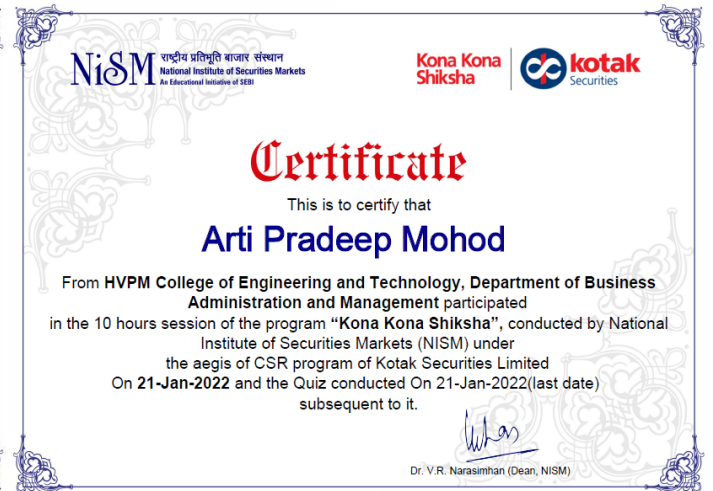 NiSM राष्ट्रीय प्रतिभूति बाजार संस्थान
National Institute of Securities Markets
An Educational Initiative of SEBI
Kona Kona
Shiksha
kotak
Securities
Certificate
This is to certify that
Arti Pradeep Mohod
From HVPM College of Engineering and Technology, Department of Business
Administration and Management participated
in the 10 hours session of the program “Kona Kona Shiksha”, conducted by National
Institute of Securities Markets (NISM) under
the aegis of CSR program of Kotak Securities Limited
On 21-Jan-2022 and the Quiz conducted On 21-Jan-2022(last date)
subsequent to it.
Dr. V.R. Narasimhan (Dean, NISM)